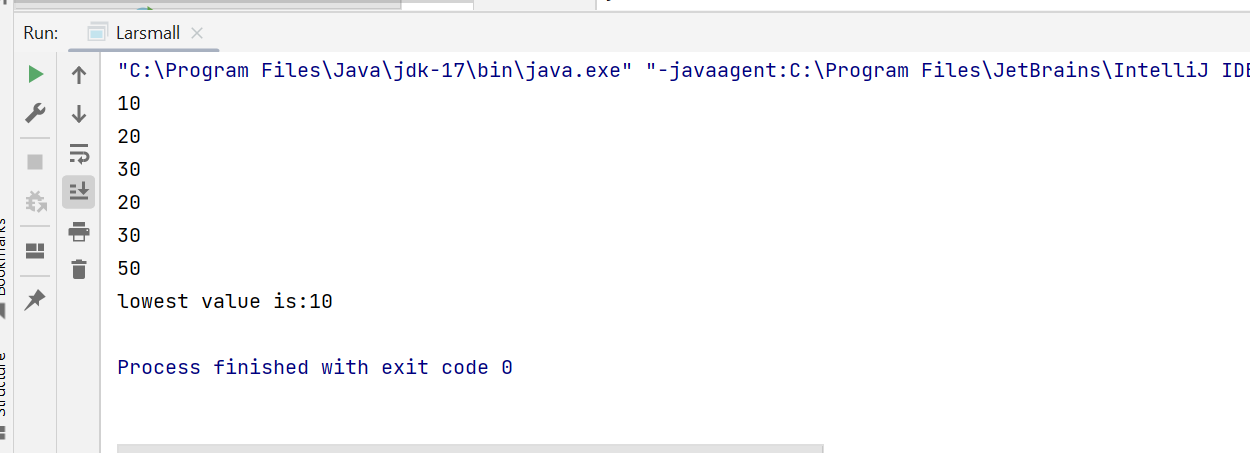 Run: Larsmall
"C:\Program Files\Java\jdk-17\bin\java.exe" "-javaagent:C:\Program Files\JetBrains\IntelliJ IDE
10
20
30
20
30
50
lowest value is:10
Process finished with exit code 0
Bookmarks
Structure